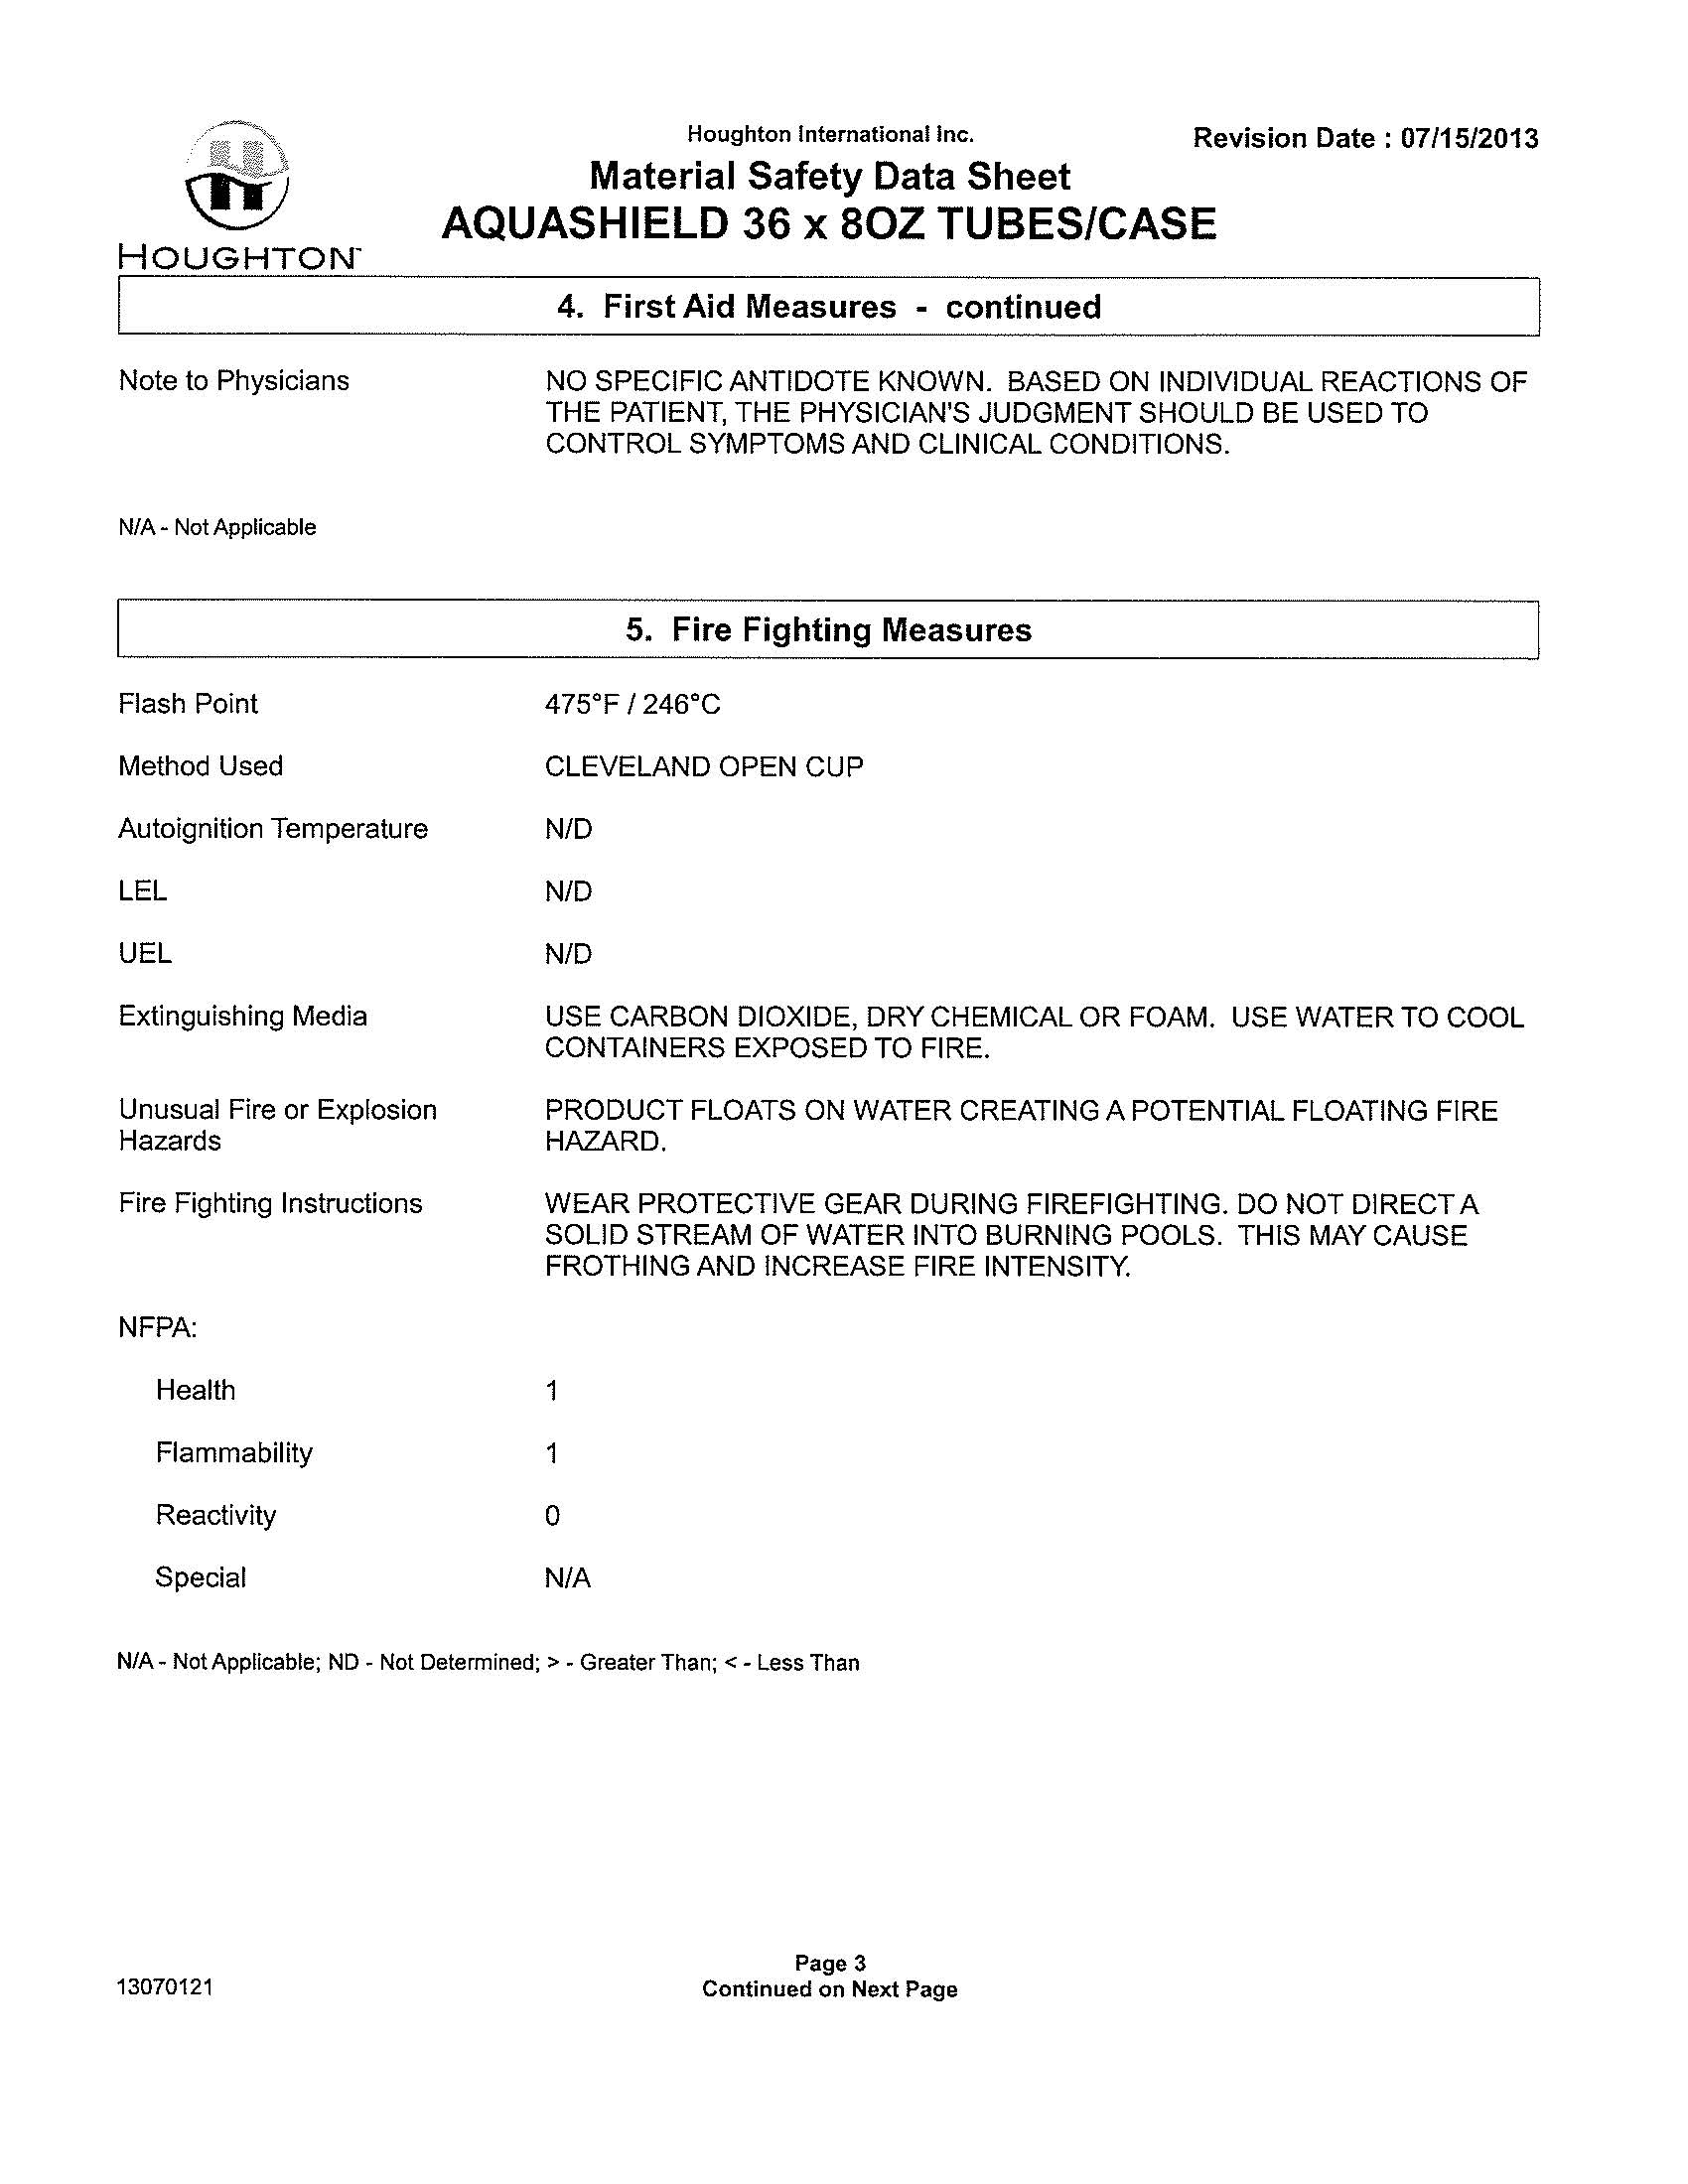 Houghton International Inc.
Revision Date : 07/15/2013
Material Safety Data Sheet
AQUASHIELD 36 x 8OZ TUBES/CASE
HOUGHTON™
4. First Aid Measures - continued
Note to Physicians NO SPECIFIC ANTIDOTE KNOWN. BASED ON INDIVIDUAL REACTIONS OF
THE PATIENT, THE PHYSICIAN'S JUDGMENT SHOULD BE USED TO
CONTROL SYMPTOMS AND CLINICAL CONDITIONS.
N/A - Not Applicable
5. Fire Fighting Measures
Flash Point 475°F / 246°C
Method Used CLEVELAND OPEN CUP
Autoignition Temperature N/D
LEL N/D
UEL N/D
Extinguishing Media USE CARBON DIOXIDE, DRY CHEMICAL OR FOAM. USE WATER TO COOL
CONTAINERS EXPOSED TO FIRE.
Unusual Fire or Explosion PRODUCT FLOATS ON WATER CREATING A POTENTIAL FLOATING FIRE
Hazards HAZARD.
Fire Fighting Instructions WEAR PROTECTIVE GEAR DURING FIREFIGHTING. DO NOT DIRECT A
SOLID STREAM OF WATER INTO BURNING POOLS. THIS MAY CAUSE
FROTHING AND INCREASE FIRE INTENSITY.
NFPA:
Health 1
Flammability 1
Reactivity 0
Special N/A
N/A - Not Applicable; ND - Not Determined; > - Greater Than; < - Less Than
Page 3
13070121 Continued on Next Page